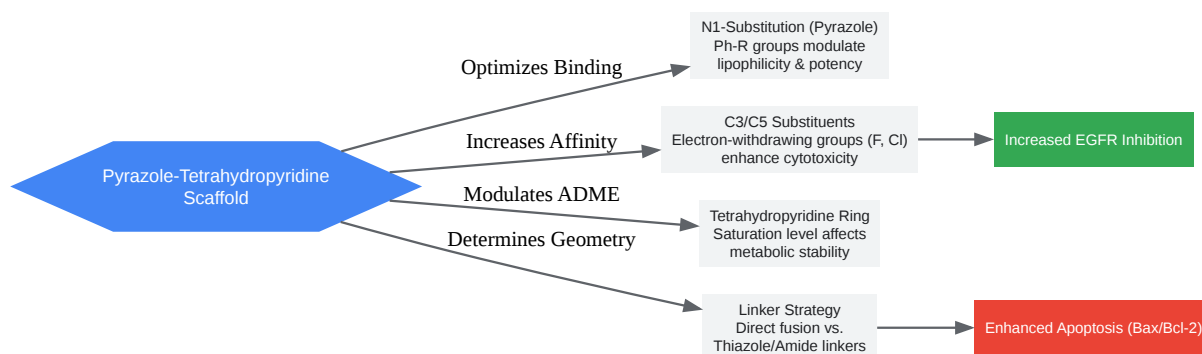 Pyrazole-Tetrahydropyridine
Scaffold
Optimizes Binding
Increases Affinity
Modulates ADME
Determines Geometry
N1-Substitution (Pyrazole)
Ph-R groups modulate
lipophilicity & potency
C3/C5 Substituents
Electron-withdrawing groups (F, Cl)
enhance cytotoxicity
Tetrahydropyridine Ring
Saturation level affects
metabolic stability
Linker Strategy
Direct fusion vs.
Thiazole/Amide linkers
Increased EGFR Inhibition
Enhanced Apoptosis (Bax/Bcl-2)